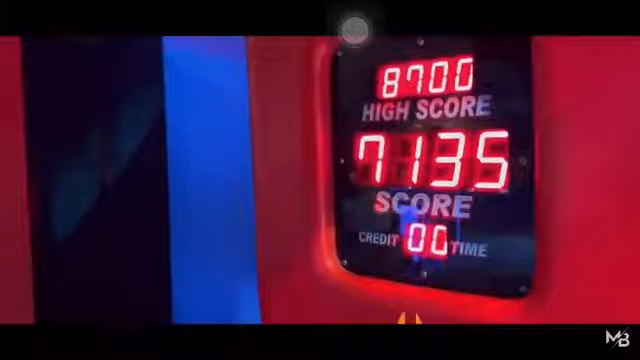 8700
HIGH SCORE
7135
SCORE
CREDIT 00 TIME
MB